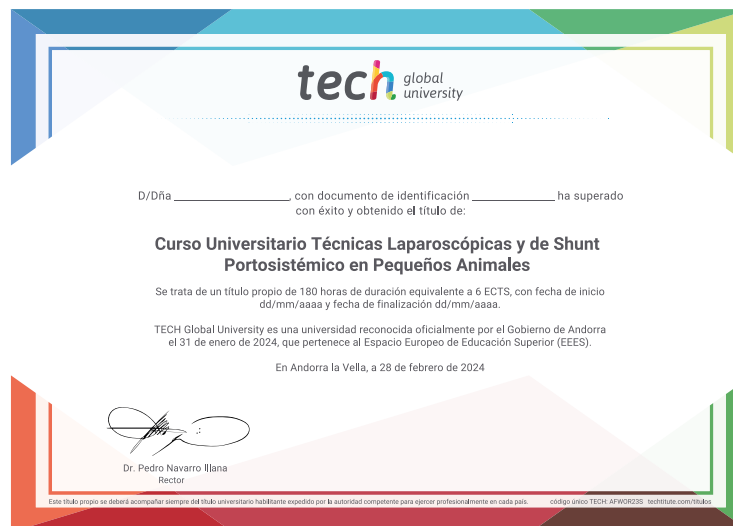 tech global university
D/Dña ____________________, con documento de identificación ______________ ha superado
con éxito y obtenido el título de:
Curso Universitario Técnicas Laparoscópicas y de Shunt
Portosistémico en Pequeños Animales
Se trata de un título propio de 180 horas de duración equivalente a 6 ECTS, con fecha de inicio
dd/mm/aaaa y fecha de finalización dd/mm/aaaa.
TECH Global University es una universidad reconocida oficialmente por el Gobierno de Andorra
el 31 de enero de 2024, que pertenece al Espacio Europeo de Educación Superior (EEES).
En Andorra la Vella, a 28 de febrero de 2024
Dr. Pedro Navarro Illana
Rector
Este título propio se deberá acompañar siempre del título universitario habilitante expedido por la autoridad competente para ejercer profesionalmente en cada país. código único TECH: AFWOR23S techtitute.com/titulos